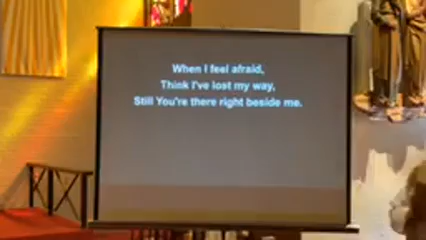 When I feel afraid,
Think I've lost my way,
Still You're there right beside me.